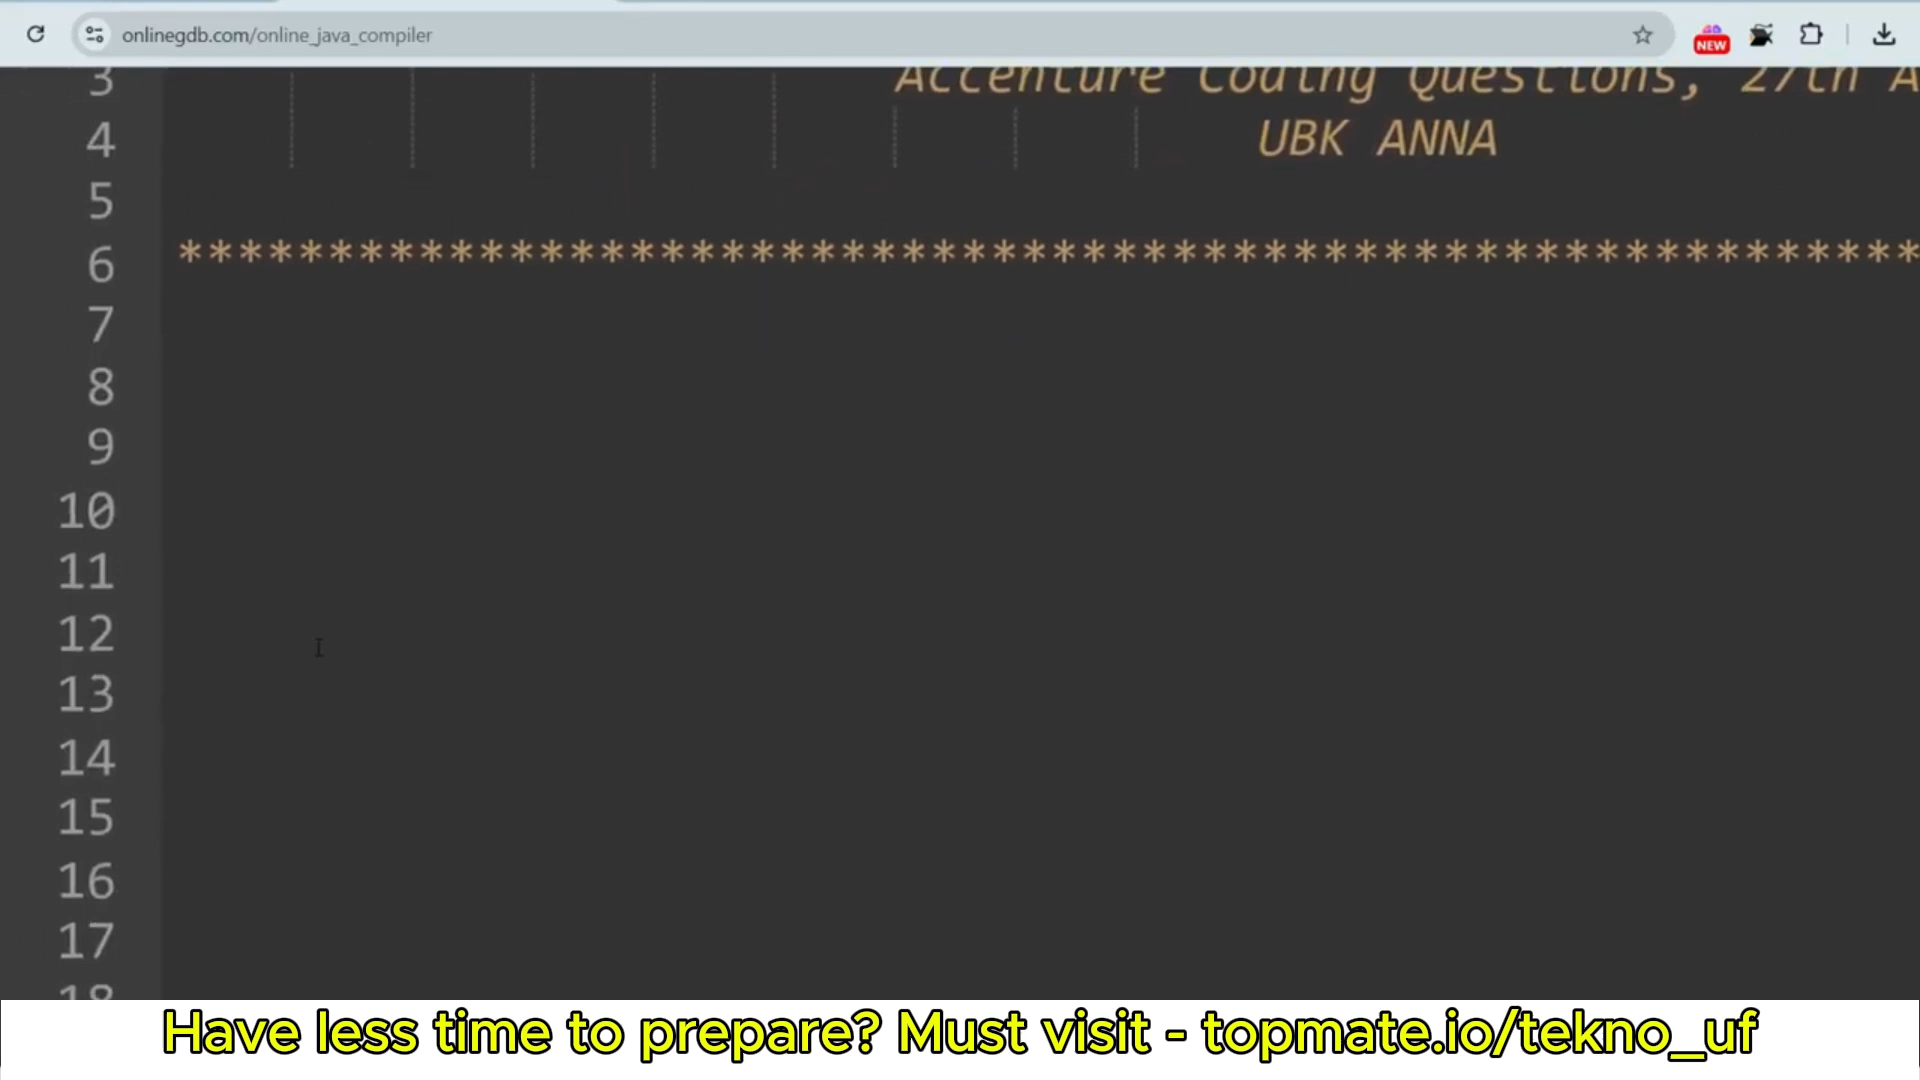 onlinegdb.com/online_java_compiler
NEW
3 Accenture Coding Questions, 27th A
4 UBK ANNA
5
6 **********************************************************
7
8
9
10
11
12
13
14
15
16
17
18
Have less time to prepare? Must visit - topmate.io/tekno_uf